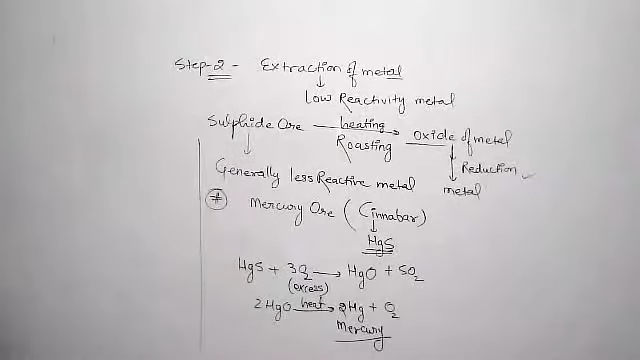 Step-2 - Extraction of metal
↓
Low Reactivity metal
Sulphide Ore heating Roasting → oxide of metal
↓ Reduction
Generally less Reactive metal metal
* Mercury Ore (Cinnabar)
↓
HgS
HgS + 3O2 → HgO + SO2
(excess)
2HgO heat → 2Hg + O2
Mercury